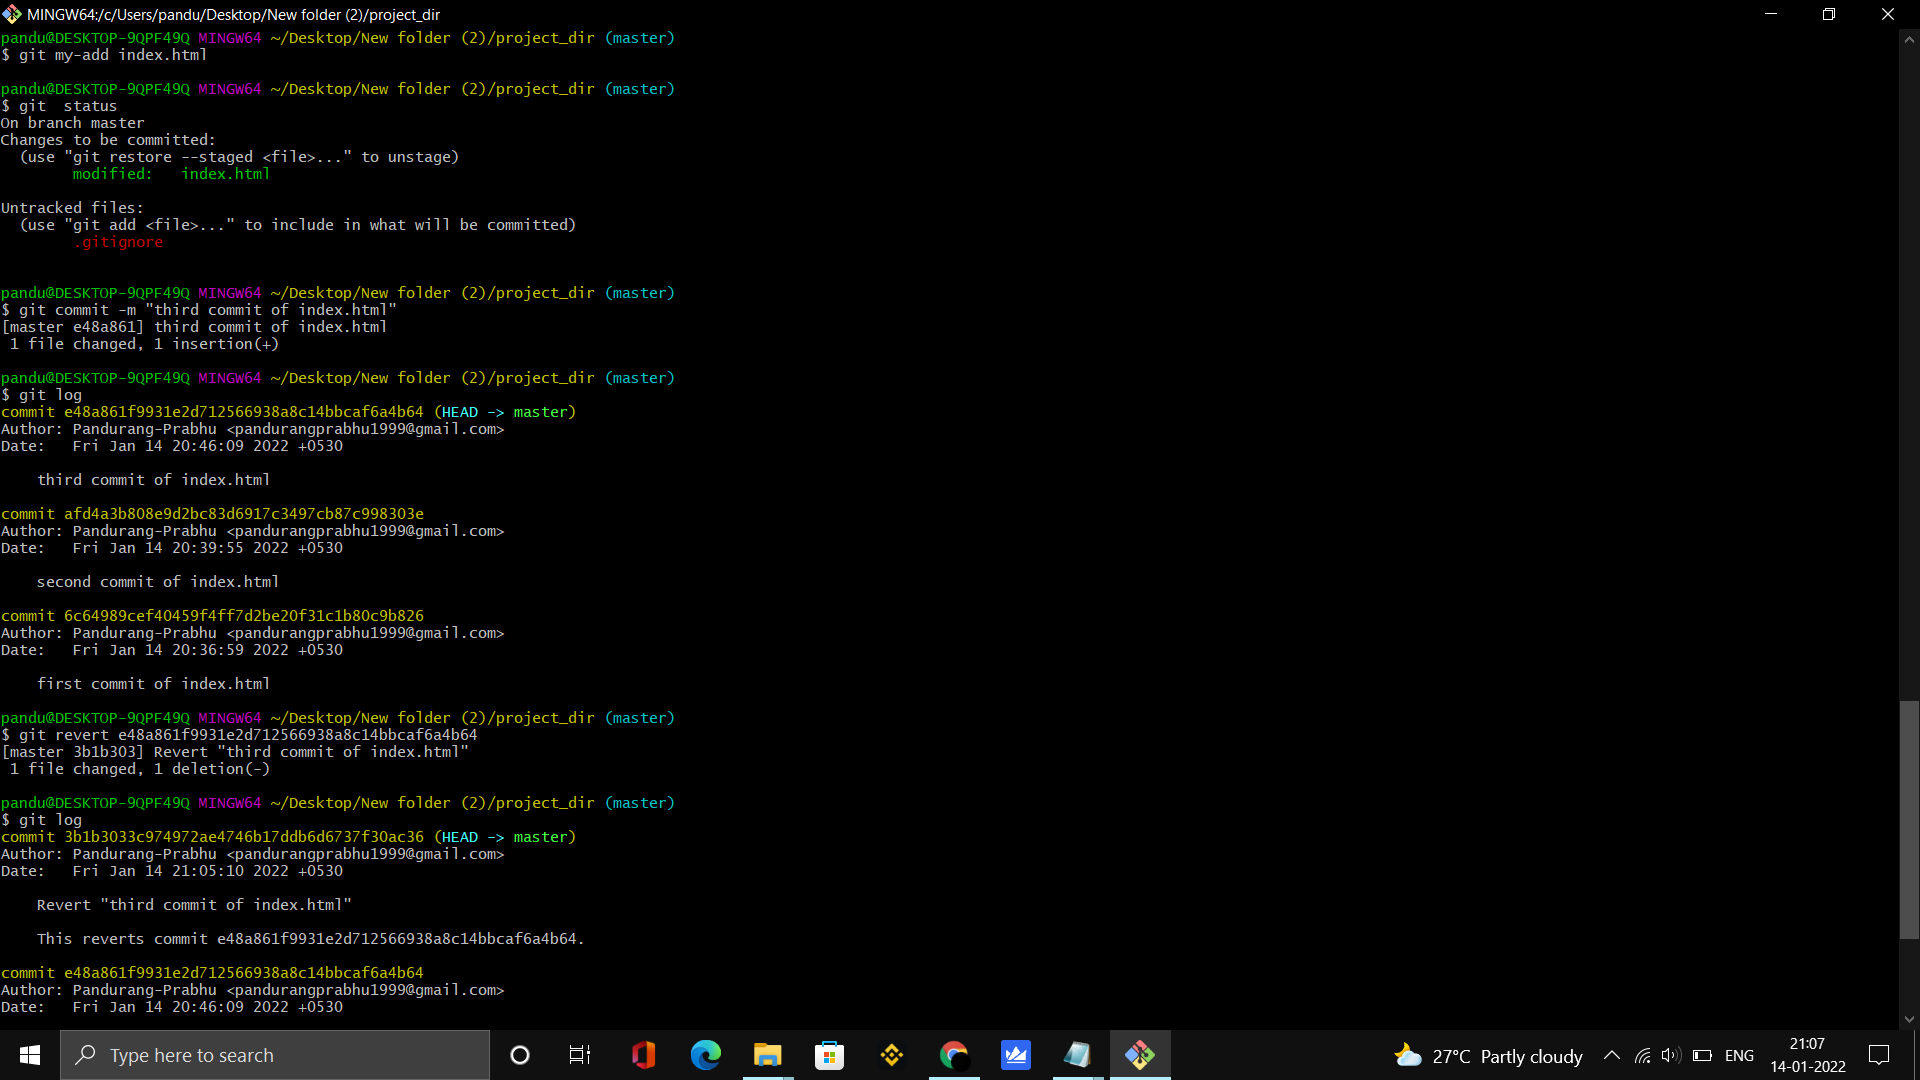 MINGW64:/c/Users/pandu/Desktop/New folder (2)/project_dir
pandu@DESKTOP-9QPF49Q MINGW64 ~/Desktop/New folder (2)/project_dir (master)
$ git my-add index.html
pandu@DESKTOP-9QPF49Q MINGW64 ~/Desktop/New folder (2)/project_dir (master)
$ git  status
On branch master
Changes to be committed:
  (use "git restore --staged <file>..." to unstage)
        modified:   index.html
Untracked files:
  (use "git add <file>..." to include in what will be committed)
        .gitignore
pandu@DESKTOP-9QPF49Q MINGW64 ~/Desktop/New folder (2)/project_dir (master)
$ git commit -m "third commit of index.html"
[master e48a861] third commit of index.html
 1 file changed, 1 insertion(+)
pandu@DESKTOP-9QPF49Q MINGW64 ~/Desktop/New folder (2)/project_dir (master)
$ git log
commit e48a861f9931e2d712566938a8c14bbcaf6a4b64 (HEAD -> master)
Author: Pandurang-Prabhu <pandurangprabhu1999@gmail.com>
Date:   Fri Jan 14 20:46:09 2022 +0530
    third commit of index.html
commit afd4a3b808e9d2bc83d6917c3497cb87c998303e
Author: Pandurang-Prabhu <pandurangprabhu1999@gmail.com>
Date:   Fri Jan 14 20:39:55 2022 +0530
    second commit of index.html
commit 6c64989cef40459f4ff7d2be20f31c1b80c9b826
Author: Pandurang-Prabhu <pandurangprabhu1999@gmail.com>
Date:   Fri Jan 14 20:36:59 2022 +0530
    first commit of index.html
pandu@DESKTOP-9QPF49Q MINGW64 ~/Desktop/New folder (2)/project_dir (master)
$ git revert e48a861f9931e2d712566938a8c14bbcaf6a4b64
[master 3b1b303] Revert "third commit of index.html"
 1 file changed, 1 deletion(-)
pandu@DESKTOP-9QPF49Q MINGW64 ~/Desktop/New folder (2)/project_dir (master)
$ git log
commit 3b1b3033c974972ae4746b17ddb6d6737f30ac36 (HEAD -> master)
Author: Pandurang-Prabhu <pandurangprabhu1999@gmail.com>
Date:   Fri Jan 14 21:05:10 2022 +0530
    Revert "third commit of index.html"
    This reverts commit e48a861f9931e2d712566938a8c14bbcaf6a4b64.
commit e48a861f9931e2d712566938a8c14bbcaf6a4b64
Author: Pandurang-Prabhu <pandurangprabhu1999@gmail.com>
Date:   Fri Jan 14 20:46:09 2022 +0530
Type here to search
27°C Partly cloudy
ENG
21:07
14-01-2022